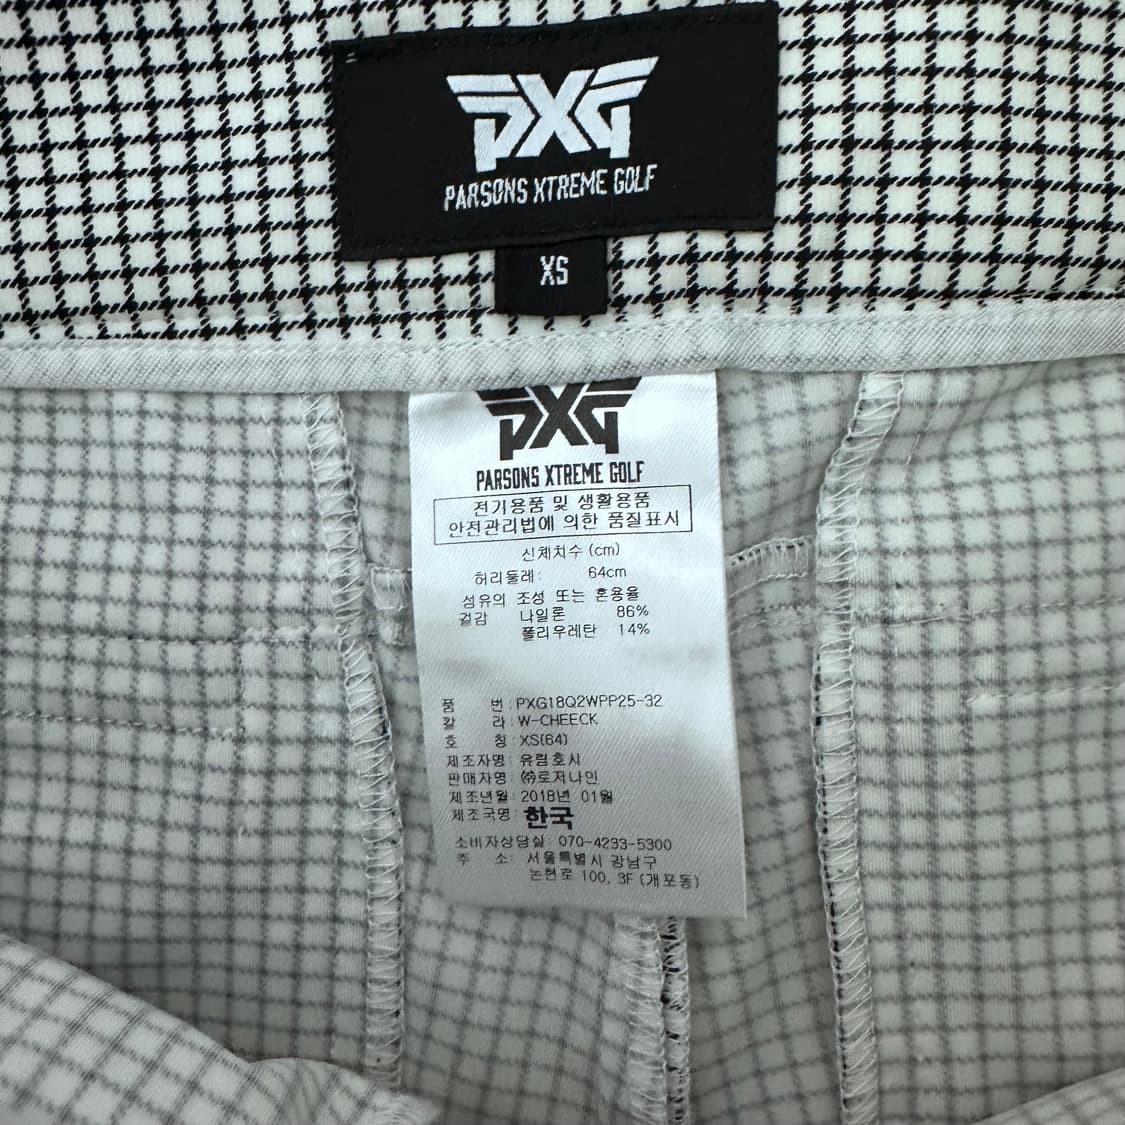 PXG
PARSONS XTREME GOLF
XS
PXG
PARSONS XTREME GOLF
전기용품 및 생활용품
안전관리법에 의한 품질표시
신체치수 (cm)
허리둘레: 64cm
섬유의 조성 또는 혼용율
겉감 나일론 86%
폴리우레탄 14%
품 번: PXG18Q2WPP25-32
칼 라: W-CHEECK
호 칭: XS(64)
제조자명: 유림호사
판매자명: ㈜로저나인
제조년월: 2018년 01월
제조국명: 한국
소비자상담실: 070-4233-5300
주 소: 서울특별시 강남구
논현로 100, 3F (개포동)